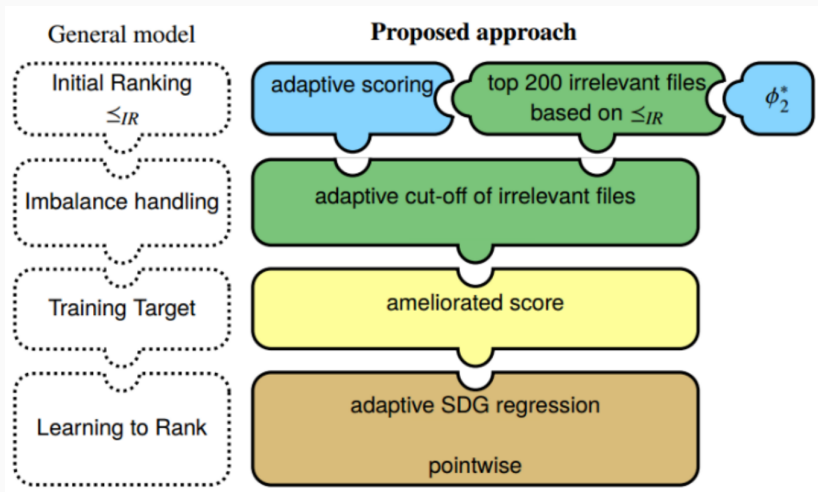 General model
Proposed approach
Initial Ranking
≤IR
adaptive scoring
top 200 irrelevant files
based on ≤IR
ϕ₂*
Imbalance handling
adaptive cut-off of irrelevant files
Training Target
ameliorated score
Learning to Rank
adaptive SDG regression
pointwise